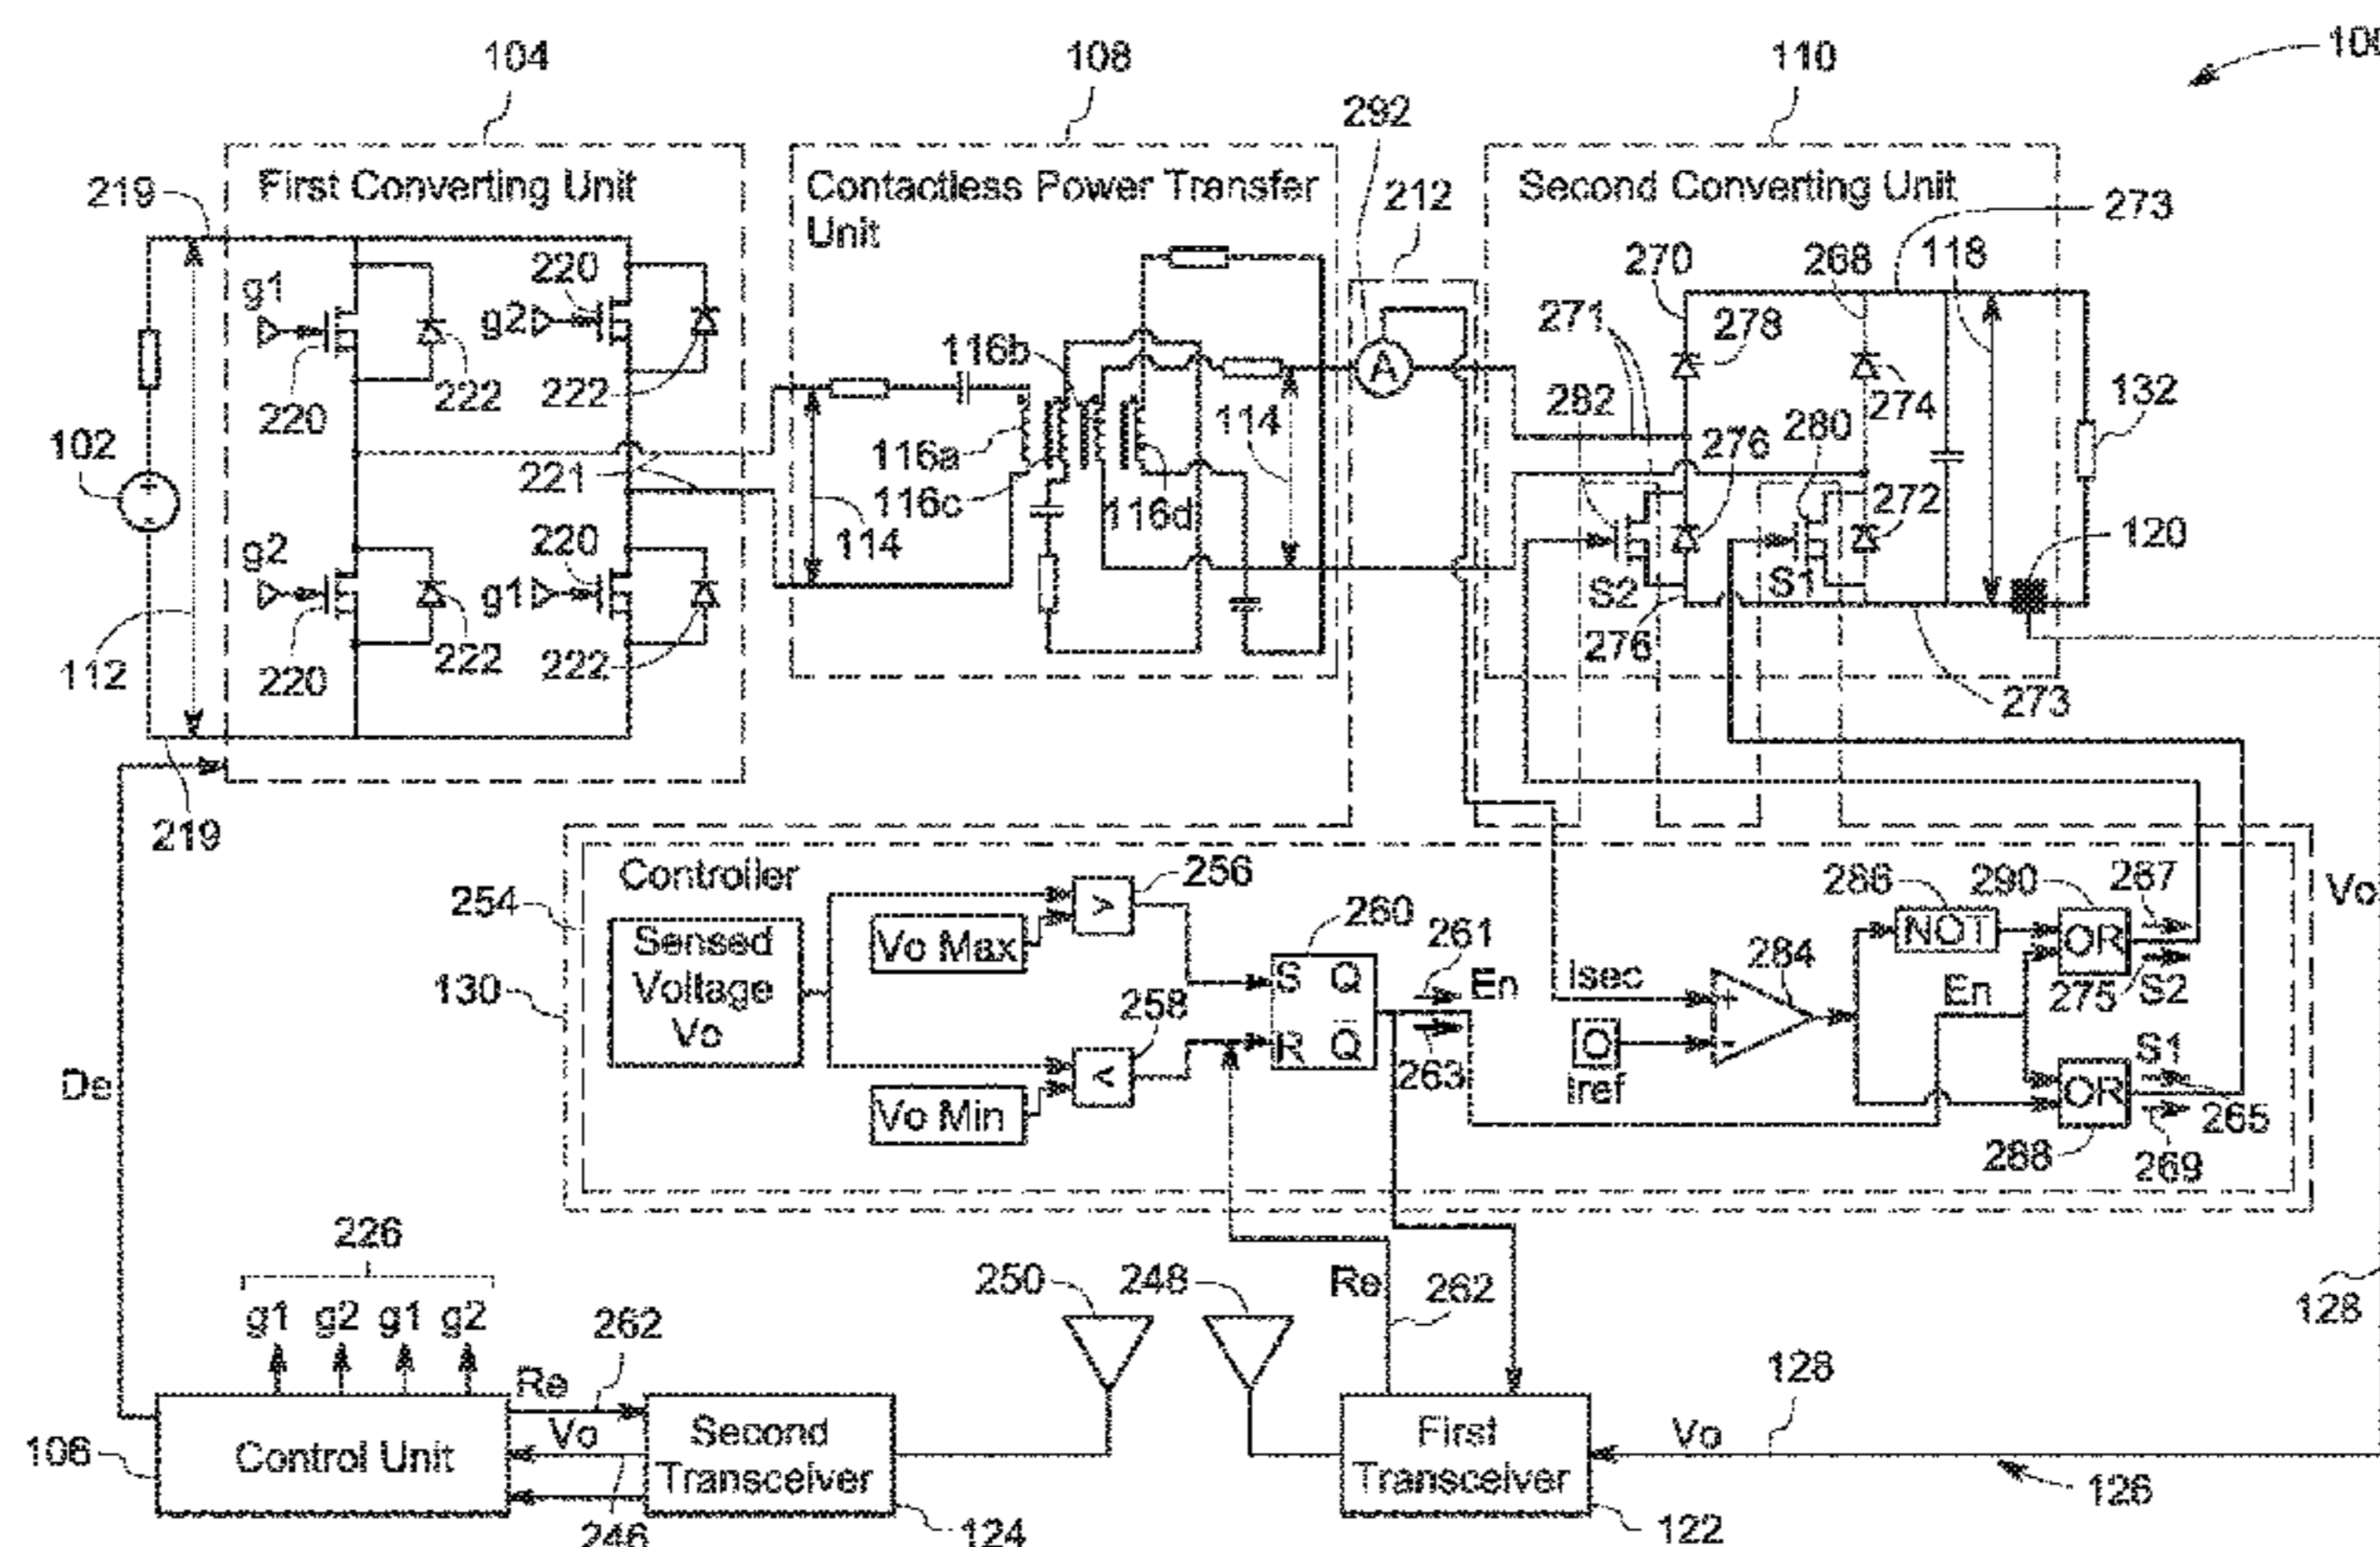 104
108
110
100
292
219
First Converting Unit
Contactless Power Transfer
Unit
212
Second Converting Unit
273
g1
220
g2
270
268
118
116b
271
278
220
222
222
116a
114
282
280
274
132
102
221
116c
116d
276
272
g2
220
g1
114
S2
S1
120
112
220
222
222
276
273
219
254
Controller
256
286
290
287
Vo
Sensed
Voltage
Vo
Vo Max
>
260
261
NOT
OR
130
S Q
En
Isec
+
284
En
275
S2
258
R Q̅
263
0
-
S1
De
<
Iref
OR
265
Vo Min
288
269
226
250
248
Re
262
128
g1 g2 g1 g2
262
Re
128
106
Control Unit
Vo
Second
Transceiver
First
Transceiver
Vo
126
246
124
122
A
+
-